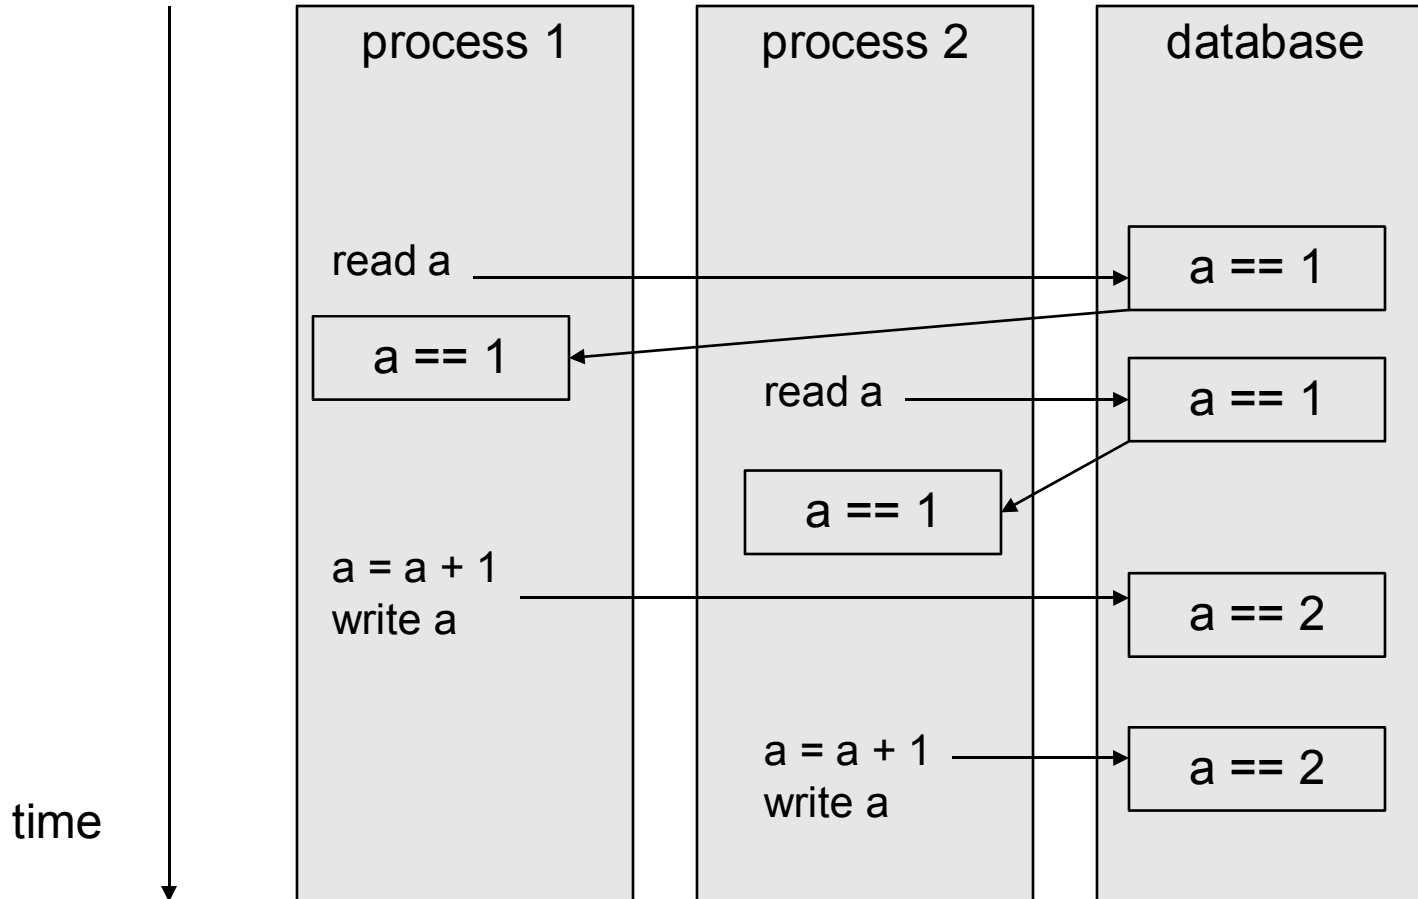 process 1
process 2
database
read a
a == 1
a == 1
read a
a == 1
a == 1
a = a + 1
write a
a == 2
a = a + 1
write a
a == 2
time